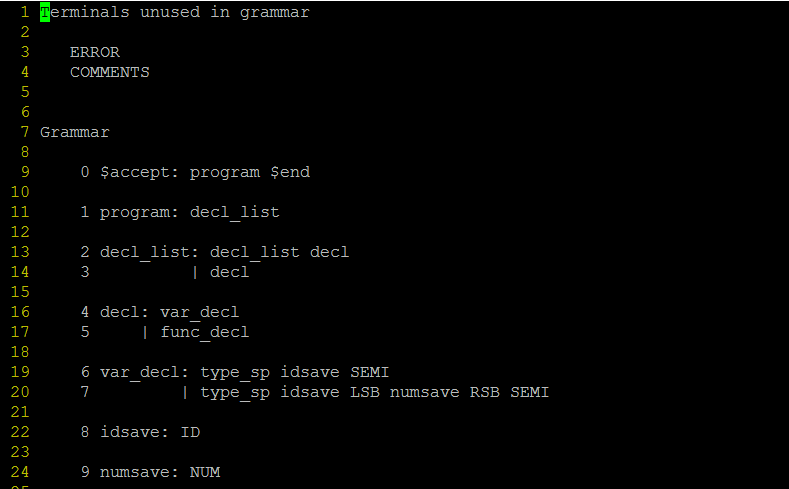 1 Terminals unused in grammar
2
3    ERROR
4    COMMENTS
5
6
7 Grammar
8
9     0 $accept: program $end
10
11     1 program: decl_list
12
13     2 decl_list: decl_list decl
14     3          | decl
15
16     4 decl: var_decl
17     5     | func_decl
18
19     6 var_decl: type_sp idsave SEMI
20     7         | type_sp idsave LSB numsave RSB SEMI
21
22     8 idsave: ID
23
24     9 numsave: NUM
25